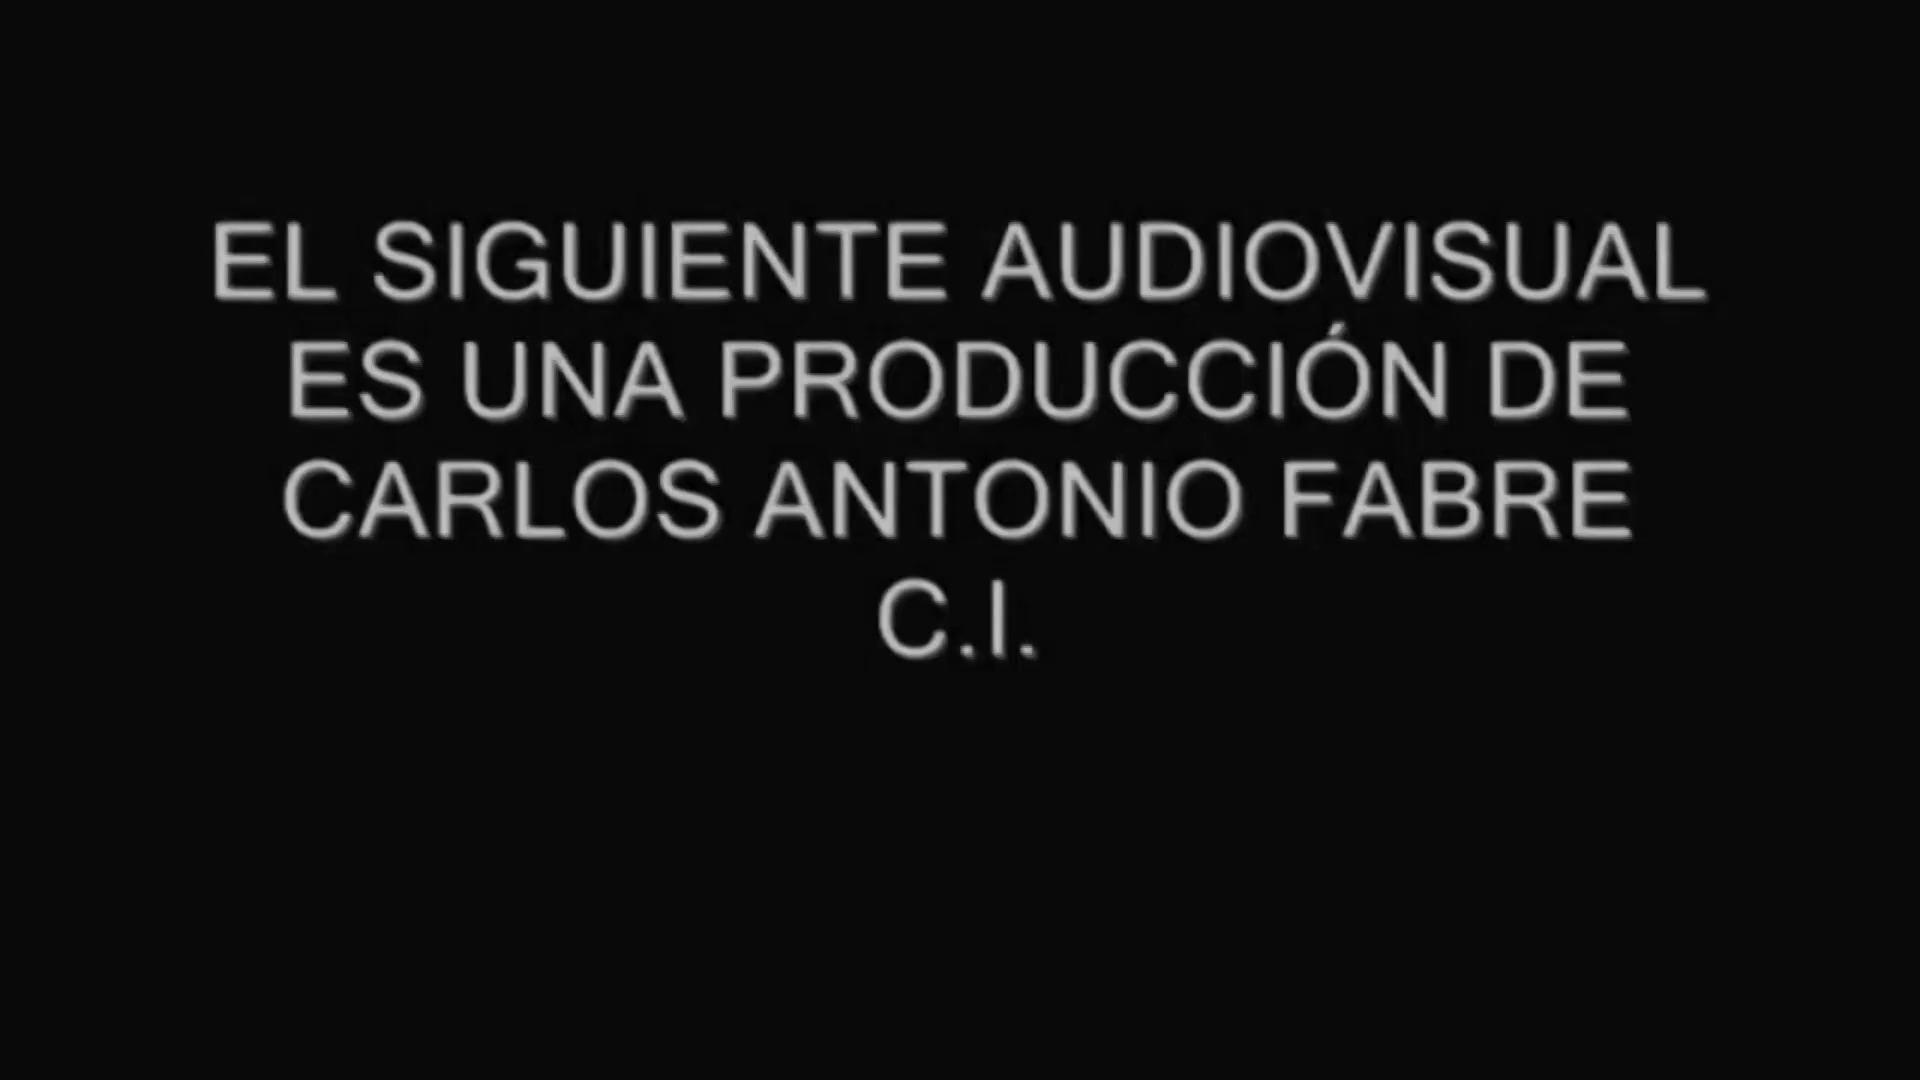 EL SIGUIENTE AUDIOVISUAL
ES UNA PRODUCCIÓN DE
CARLOS ANTONIO FABRE
C.I.